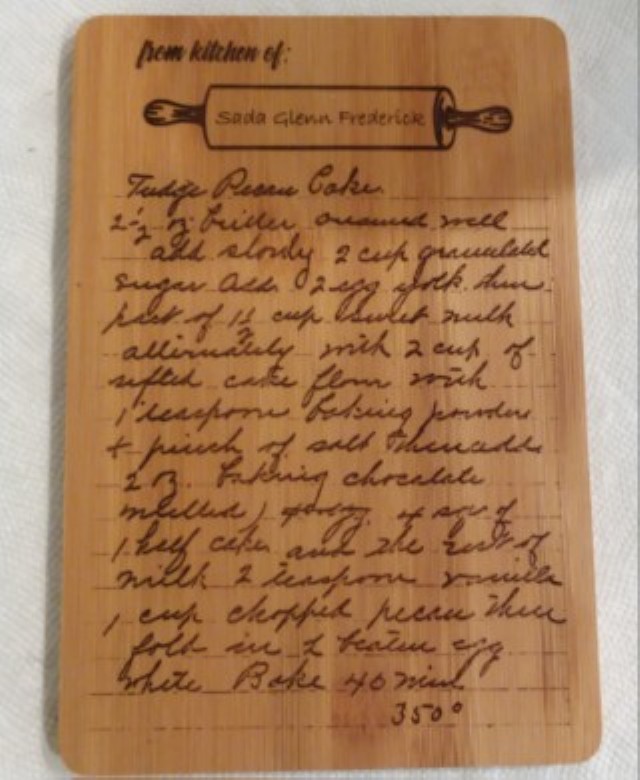 from kitchen of:
Sada Glenn Frederick
Fudge Pecan Cake
2 1/2 oz butter creamed well
add slowly 2 cup granulated
sugar Add 2 egg yolk then
part of 1 1/2 cup sweet milk
alternately with 2 cup of
sifted cake flour with
1 teaspoon baking powder
+ pinch of salt Then add
2 oz. baking chocolate
melted) 4 of
1 half cake and the rest of
milk 2 teaspoon vanilla
1 cup chopped pecan then
fold in 2 beaten egg
white Bake 40 min
350°